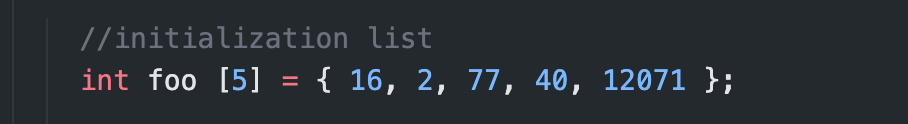 //initialization list
int foo [5] = { 16, 2, 77, 40, 12071 };